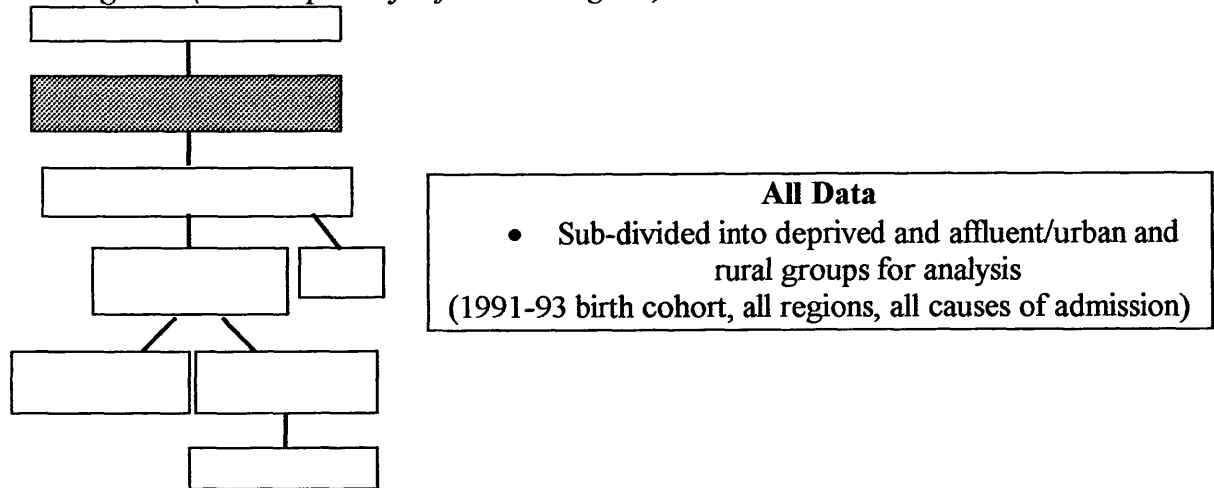 All Data
• Sub-divided into deprived and affluent/urban and
rural groups for analysis
(1991-93 birth cohort, all regions, all causes of admission)